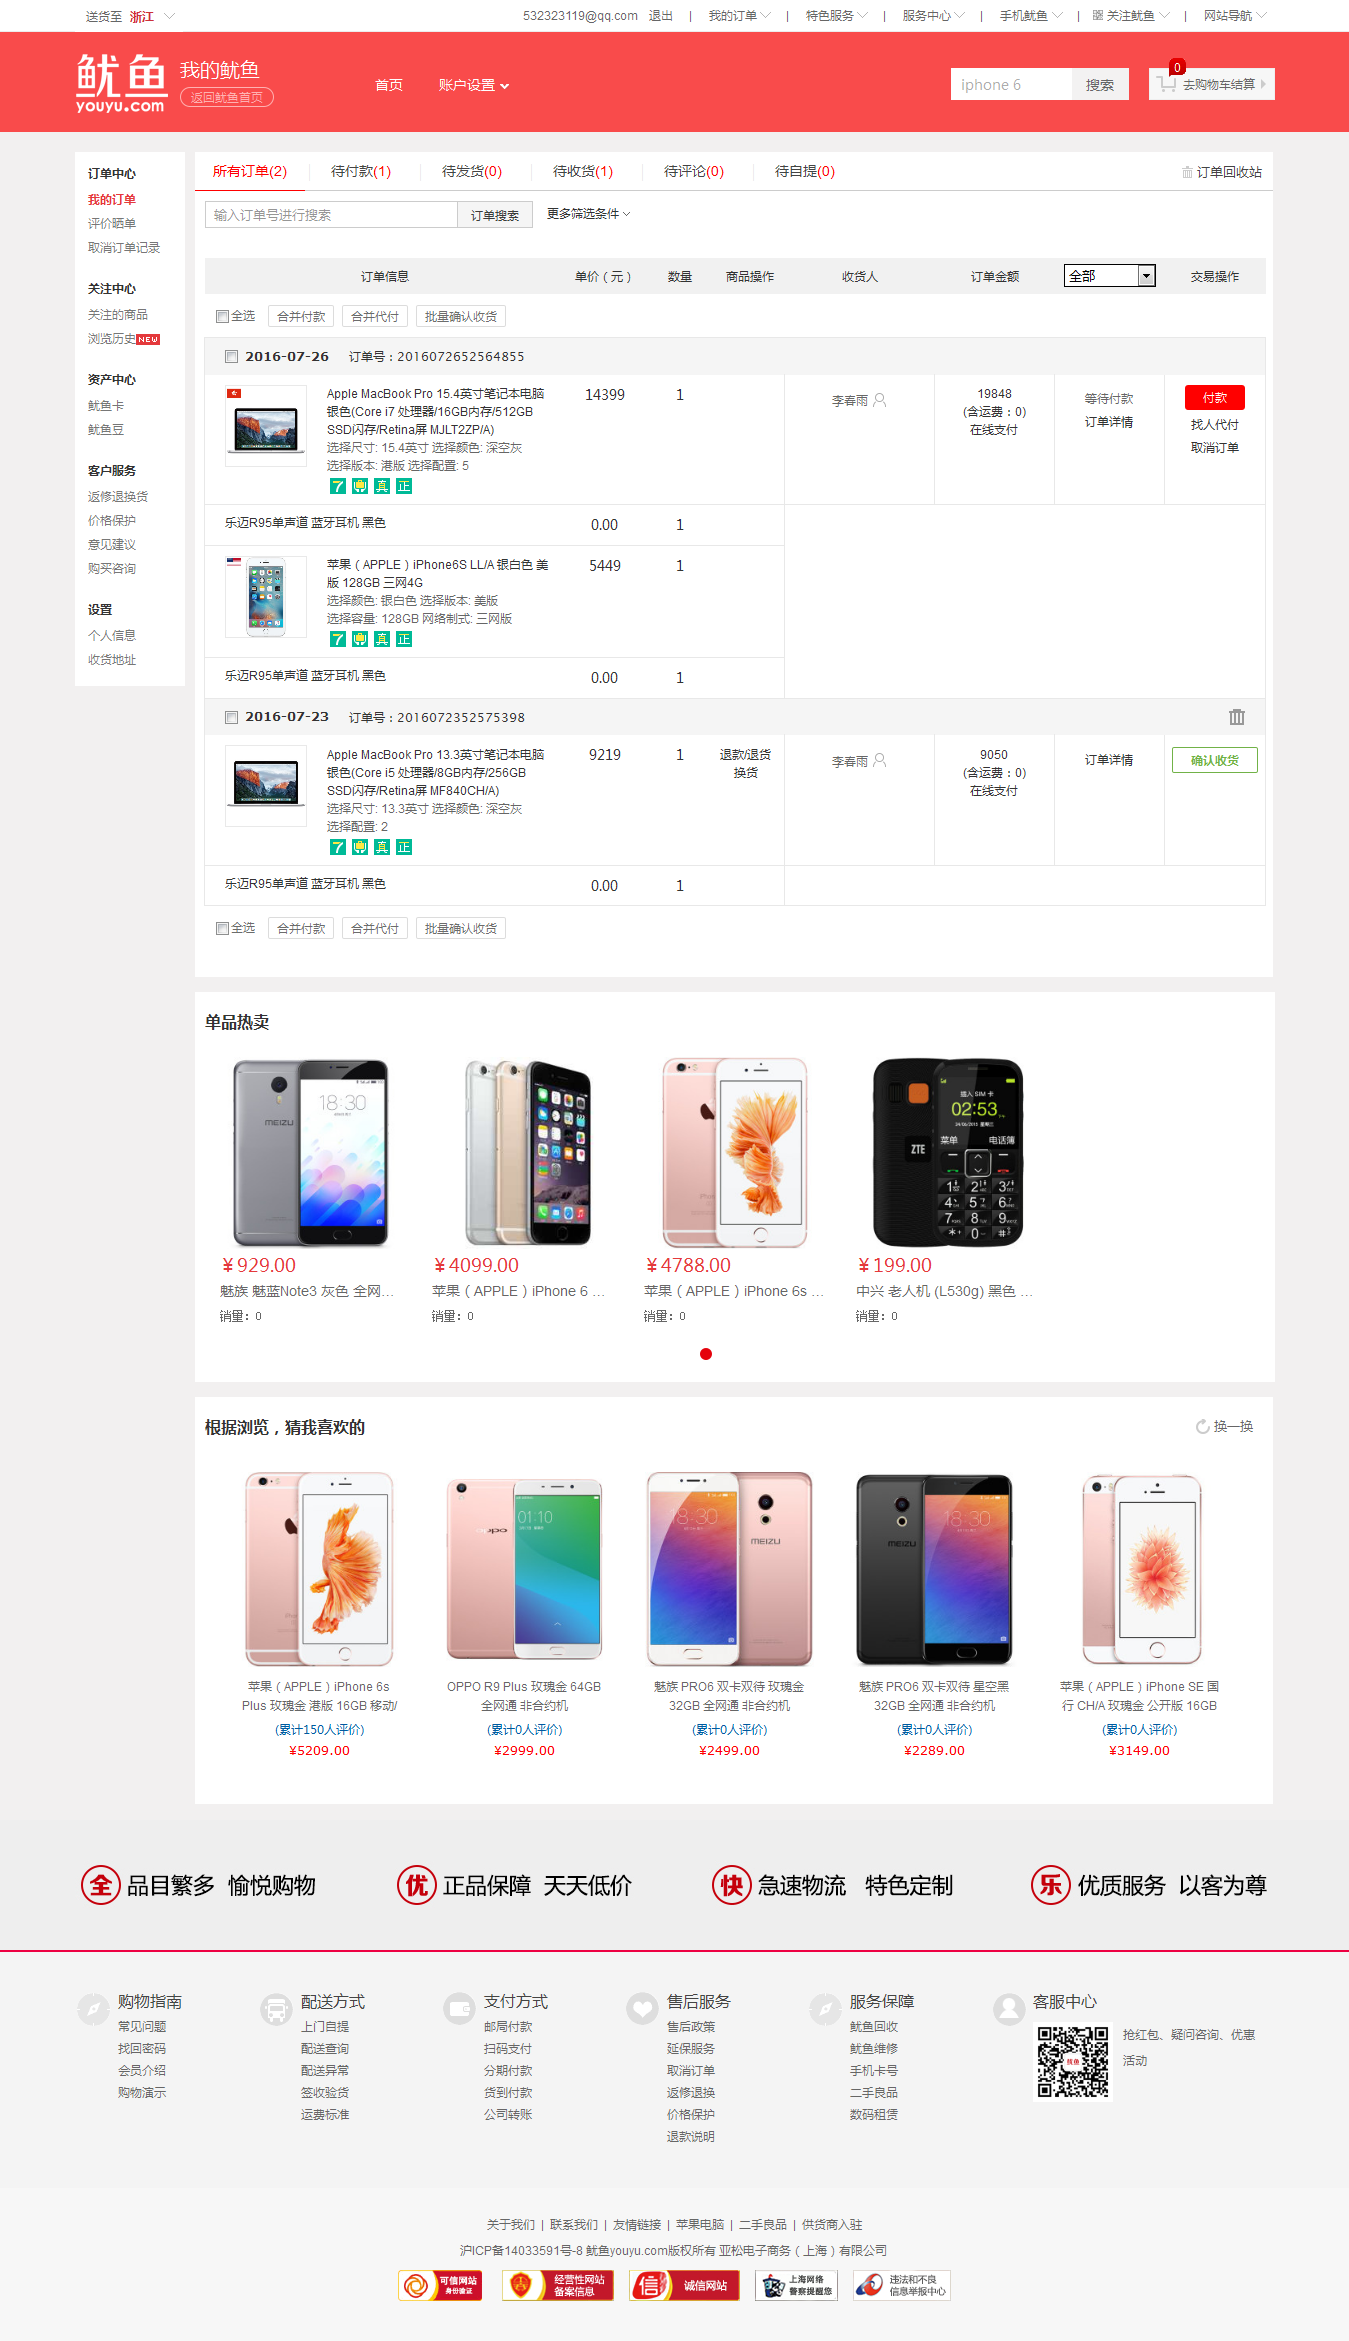 送货至 浙江
532323119@qq.com 退出 | 我的订单 | 特色服务 | 服务中心 | 手机鱿鱼 | 关注鱿鱼 | 网站导航
鱿鱼
youyu.com
我的鱿鱼
返回鱿鱼首页
首页 账户设置
iphone 6 搜索
0
去购物车结算
订单中心
我的订单
评价晒单
取消订单记录
关注中心
关注的商品
浏览历史 NEW
资产中心
鱿鱼卡
鱿鱼豆
客户服务
返修退换货
价格保护
意见建议
购买咨询
设置
个人信息
收货地址
所有订单(2) 待付款(1) 待发货(0) 待收货(1) 待评论(0) 待自提(0) 订单回收站
输入订单号进行搜索 订单搜索 更多筛选条件
订单信息 单价（元） 数量 商品操作 收货人 订单金额 全部 交易操作
全选 合并付款 合并代付 批量确认收货
2016-07-26 订单号：2016072652564855
Apple MacBook Pro 15.4英寸笔记本电脑
银色(Core i7 处理器/16GB内存/512GB
SSD闪存/Retina屏 MJLT2ZP/A)
选择尺寸: 15.4英寸 选择颜色: 深空灰
选择版本: 港版 选择配置: 5
7 真 正
14399 1 李春雨
19848
(含运费：0)
在线支付
等待付款
订单详情
付款
找人代付
取消订单
乐迈R95单声道 蓝牙耳机 黑色 0.00 1
苹果（APPLE）iPhone6S LL/A 银白色 美
版 128GB 三网4G
选择颜色: 银白色 选择版本: 美版
选择容量: 128GB 网络制式: 三网版
7 真 正
5449 1
乐迈R95单声道 蓝牙耳机 黑色 0.00 1
2016-07-23 订单号：2016072352575398
Apple MacBook Pro 13.3英寸笔记本电脑
银色(Core i5 处理器/8GB内存/256GB
SSD闪存/Retina屏 MF840CH/A)
选择尺寸: 13.3英寸 选择颜色: 深空灰
选择配置: 2
7 真 正
9219 1
退款/退货
换货
李春雨
9050
(含运费：0)
在线支付
订单详情
确认收货
乐迈R95单声道 蓝牙耳机 黑色 0.00 1
全选 合并付款 合并代付 批量确认收货
单品热卖
18:30
MEIZU
插入 SIM 卡
02:53
菜单 电话簿
ZTE
￥929.00 ￥4099.00 ￥4788.00 ￥199.00
魅族 魅蓝Note3 灰色 全网... 苹果（APPLE）iPhone 6 ... 苹果（APPLE）iPhone 6s ... 中兴 老人机 (L530g) 黑色 ...
销量：0 销量：0 销量：0 销量：0
根据浏览，猜我喜欢的 换一换
oppo
01:10
18:30
MEIZU
MEIZU
18:30
苹果（APPLE）iPhone 6s
Plus 玫瑰金 港版 16GB 移动/
(累计150人评价)
¥5209.00
OPPO R9 Plus 玫瑰金 64GB
全网通 非合约机
(累计0人评价)
¥2999.00
魅族 PRO6 双卡双待 玫瑰金
32GB 全网通 非合约机
(累计0人评价)
¥2499.00
魅族 PRO6 双卡双待 星空黑
32GB 全网通 非合约机
(累计0人评价)
¥2289.00
苹果（APPLE）iPhone SE 国
行 CH/A 玫瑰金 公开版 16GB
(累计0人评价)
¥3149.00
全 品目繁多 愉悦购物 优 正品保障 天天低价 快 急速物流 特色定制 乐 优质服务 以客为尊
购物指南
常见问题
找回密码
会员介绍
购物演示
配送方式
上门自提
配送查询
配送异常
签收验货
运费标准
支付方式
邮局付款
扫码支付
分期付款
货到付款
公司转账
售后服务
售后政策
延保服务
取消订单
返修退换
价格保护
退款说明
服务保障
鱿鱼回收
鱿鱼维修
手机卡号
二手良品
数码租赁
客服中心
鱿鱼
抢红包、疑问咨询、优惠
活动
关于我们 | 联系我们 | 友情链接 | 苹果电脑 | 二手良品 | 供货商入驻
沪ICP备14033591号-8 鱿鱼youyu.com版权所有 亚松电子商务（上海）有限公司
可信网站
身份验证
经营性网站
备案信息
信 诚信网站
上海网络
警察提醒您
违法和不良
信息举报中心